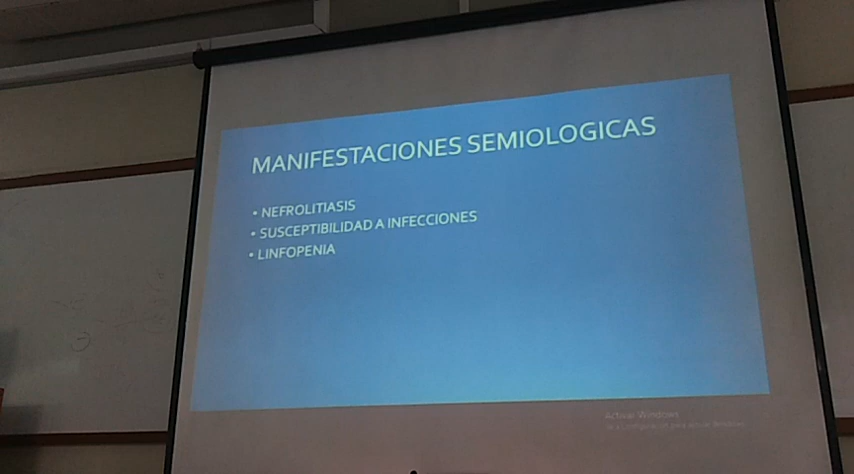 MANIFESTACIONES SEMIOLOGICAS
• NEFROLITIASIS
• SUSCEPTIBILIDAD A INFECCIONES
• LINFOPENIA
Activar Windows